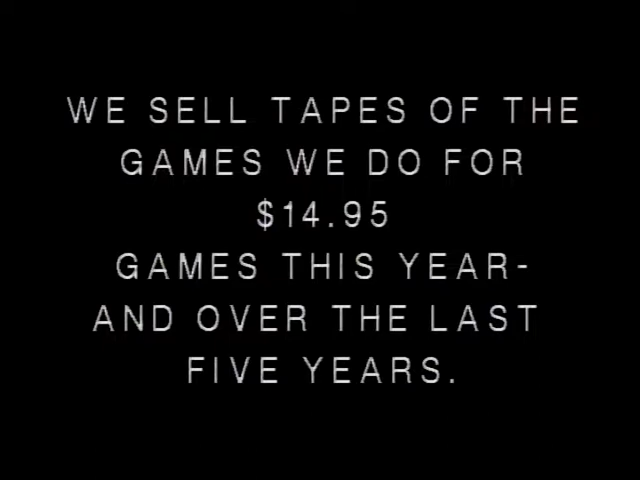 WE SELL TAPES OF THE
GAMES WE DO FOR
$14.95
GAMES THIS YEAR-
AND OVER THE LAST
FIVE YEARS.